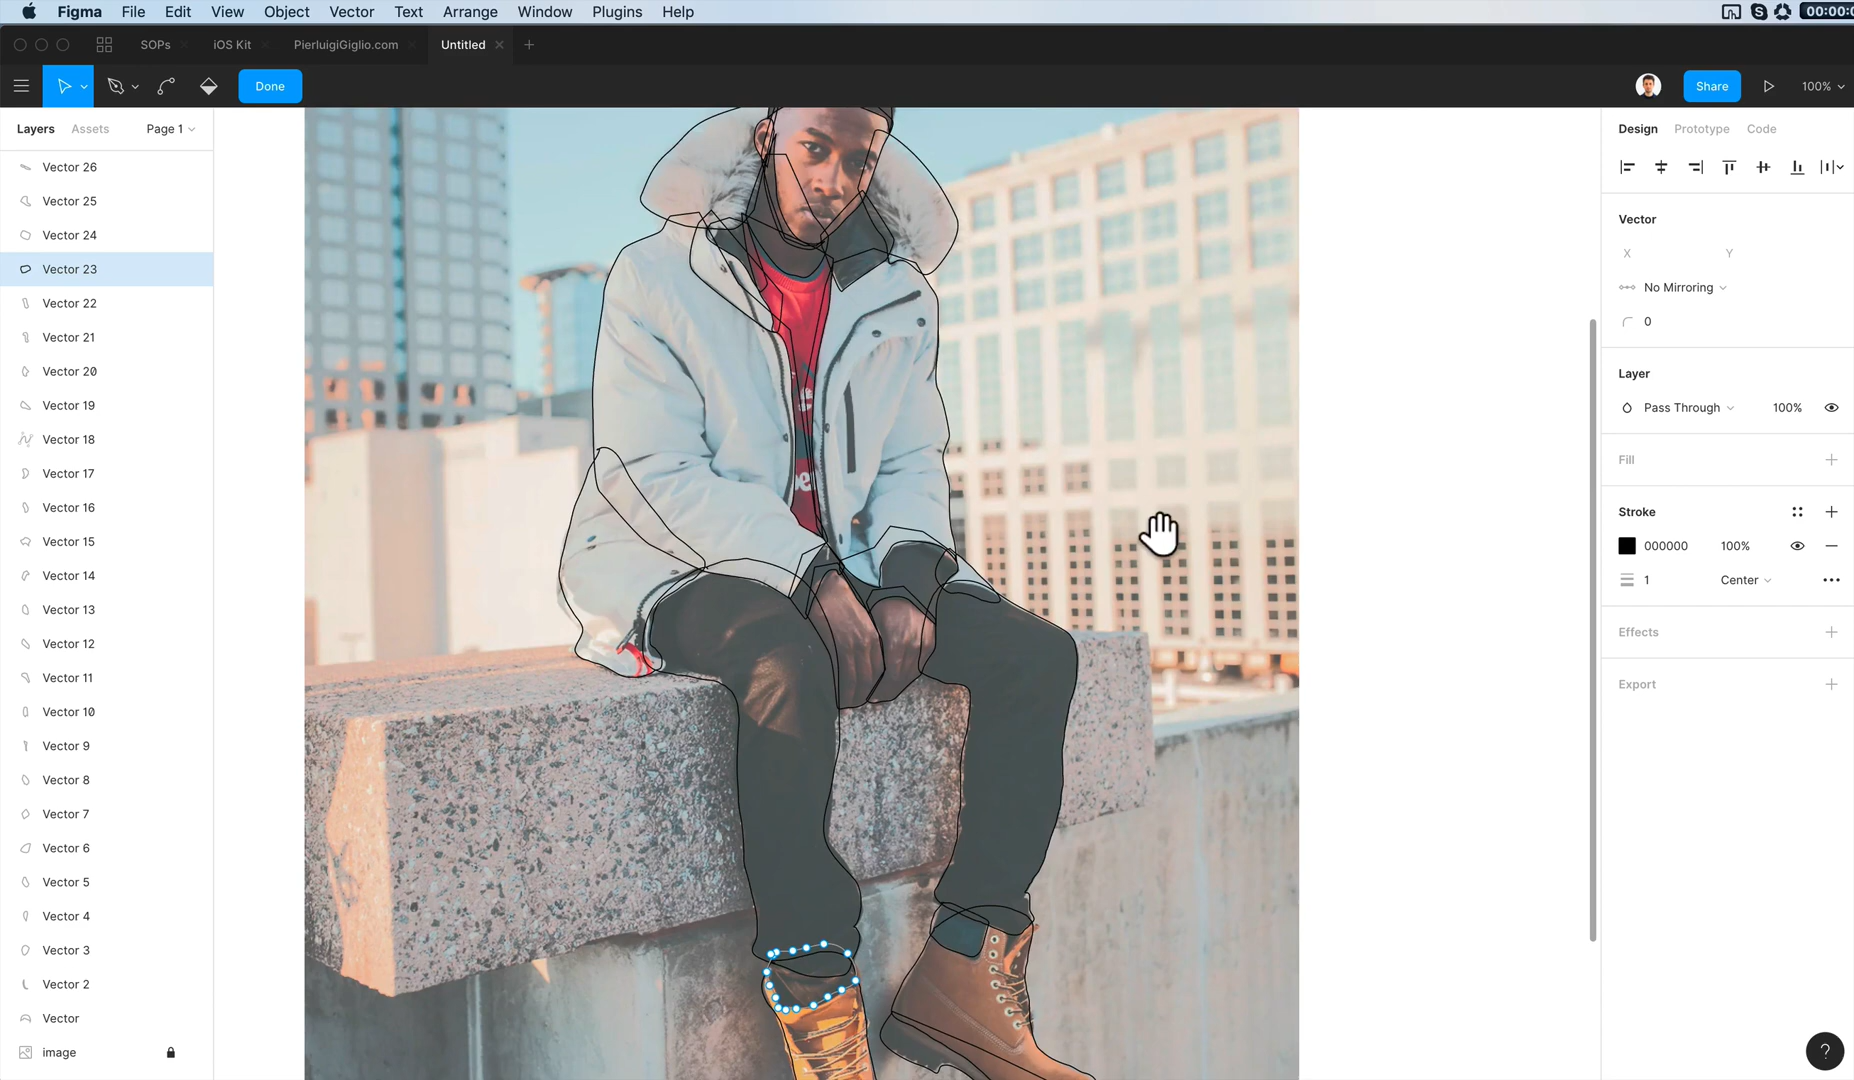 Figma File Edit View Object Vector Text Arrange Window Plugins Help
SOPs iOS Kit PierluigiGiglio.com Untitled
Done Share 100%
Layers Assets Page 1
Vector 26
Vector 25
Vector 24
Vector 23
Vector 22
Vector 21
Vector 20
Vector 19
Vector 18
Vector 17
Vector 16
Vector 15
Vector 14
Vector 13
Vector 12
Vector 11
Vector 10
Vector 9
Vector 8
Vector 7
Vector 6
Vector 5
Vector 4
Vector 3
Vector 2
Vector
image
Design Prototype Code
Vector
X Y
No Mirroring
0
Layer
Pass Through 100%
Fill
Stroke
000000 100%
1 Center
Effects
Export
?